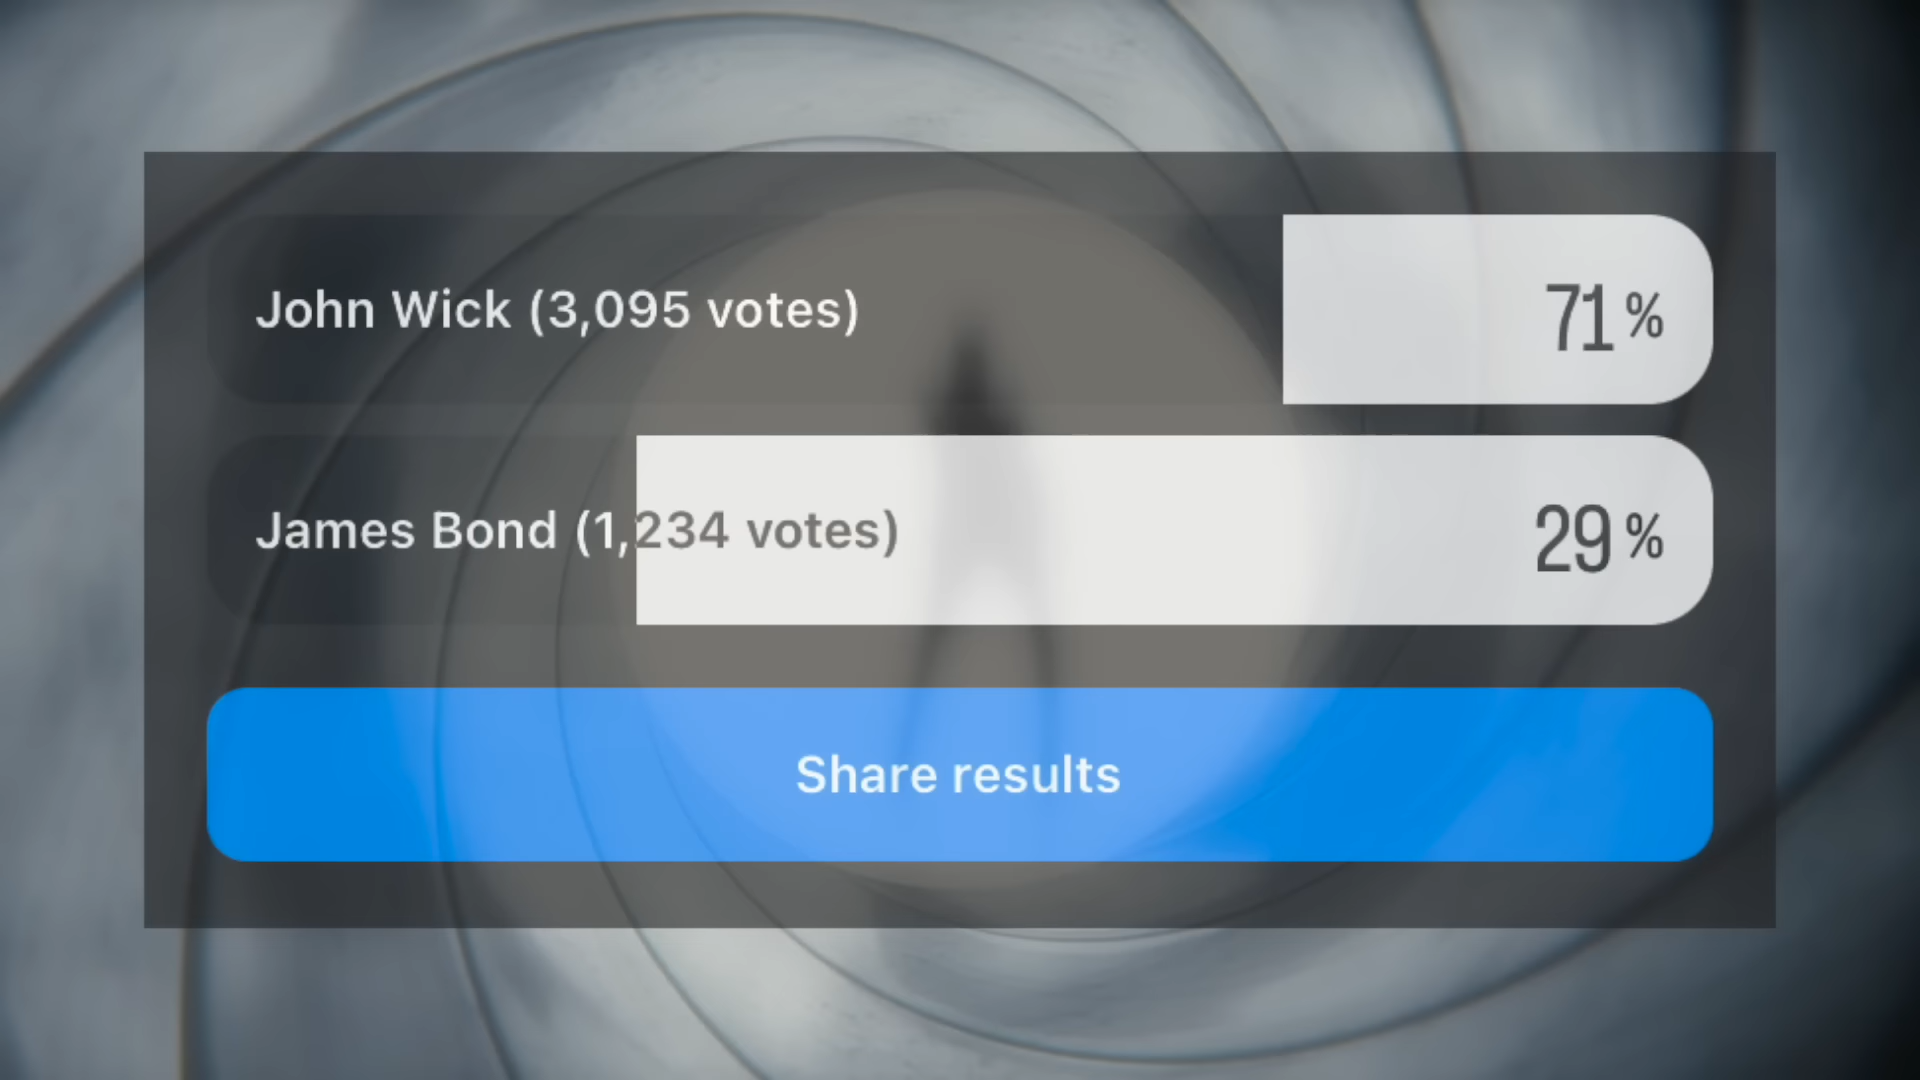 John Wick (3,095 votes) 71%
James Bond (1,234 votes) 29%
Share results